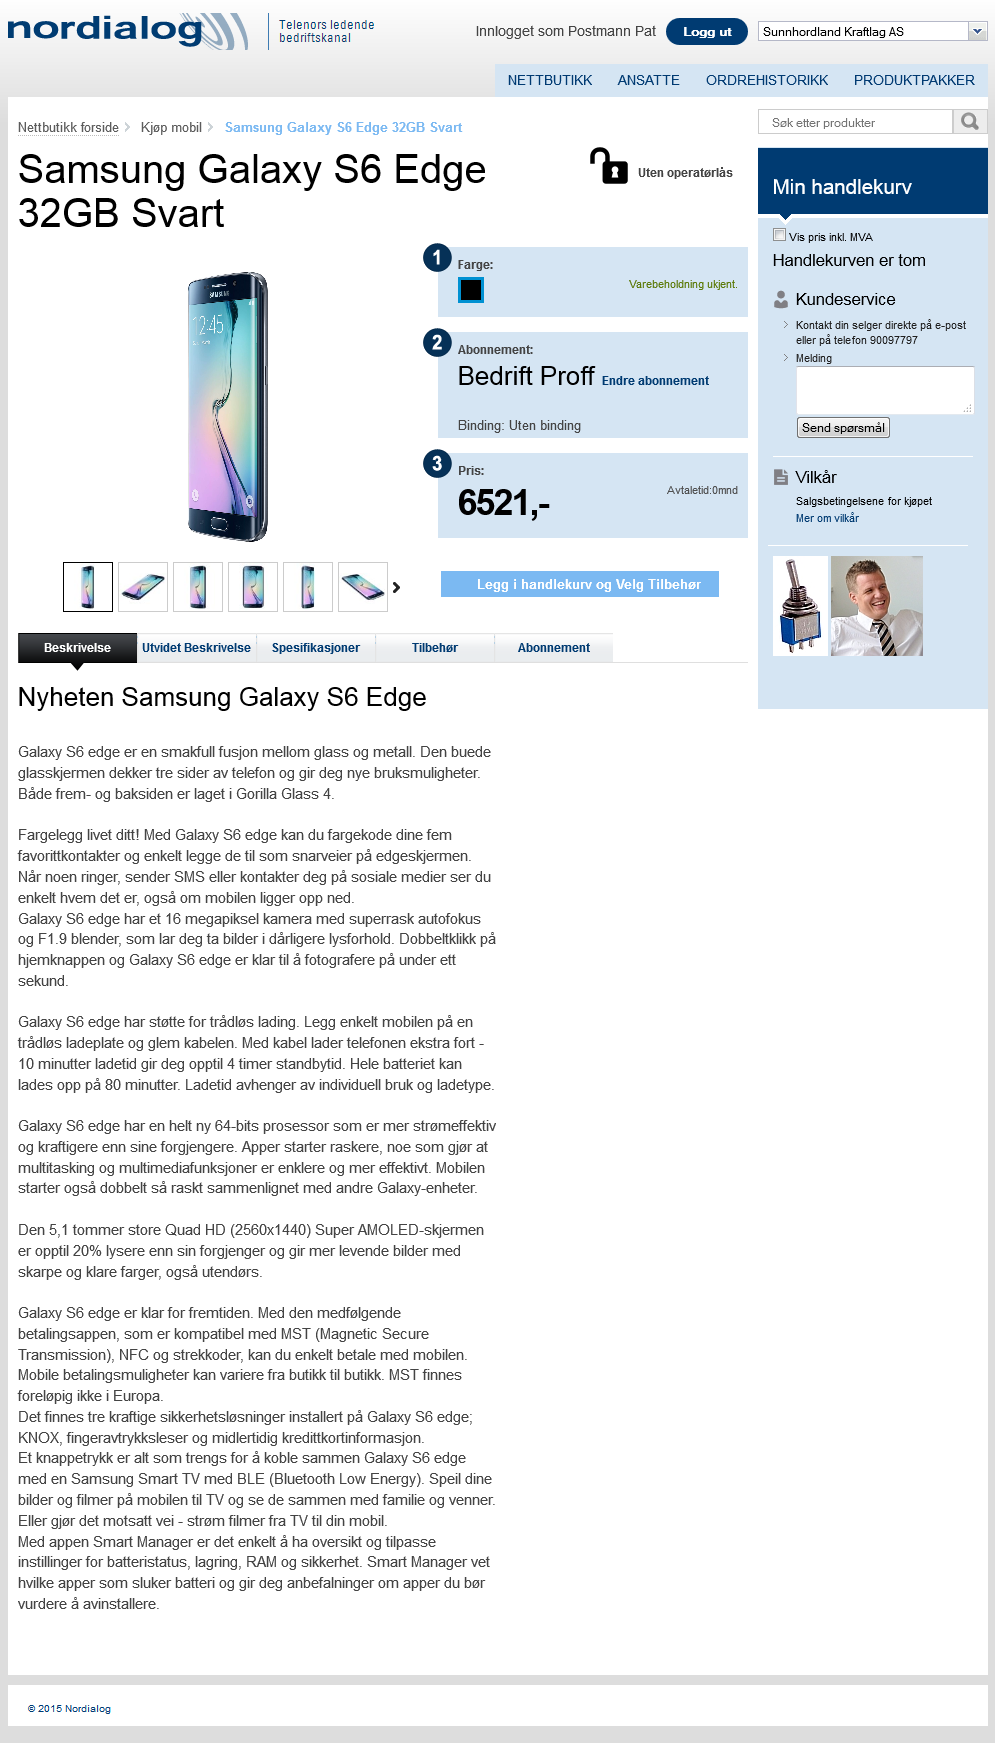 nordialog
Telenors ledende
bedriftskanal
Innlogget som Postmann Pat
Logg ut
Sunnhordland Kraftlag AS
NETTBUTIKK ANSATTE ORDREHISTORIKK PRODUKTPAKKER
Nettbutikk forside Kjøp mobil Samsung Galaxy S6 Edge 32GB Svart
Søk etter produkter
Samsung Galaxy S6 Edge
32GB Svart
Uten operatørlås
1
Farge:
Varebeholdning ukjent.
2
Abonnement:
Bedrift Proff Endre abonnement
Binding: Uten binding
3
Pris:
6521,-
Avtaletid:0mnd
SAMSUNG
12:45
Legg i handlekurv og Velg Tilbehør
Min handlekurv
Vis pris inkl. MVA
Handlekurven er tom
Kundeservice
Kontakt din selger direkte på e-post
eller på telefon 90097797
Melding
Send spørsmål
Vilkår
Salgsbetingelsene for kjøpet
Mer om vilkår
Beskrivelse Utvidet Beskrivelse Spesifikasjoner Tilbehør Abonnement
Nyheten Samsung Galaxy S6 Edge
Galaxy S6 edge er en smakfull fusjon mellom glass og metall. Den buede
glasskjermen dekker tre sider av telefon og gir deg nye bruksmuligheter.
Både frem- og baksiden er laget i Gorilla Glass 4.
Fargelegg livet ditt! Med Galaxy S6 edge kan du fargekode dine fem
favorittkontakter og enkelt legge de til som snarveier på edgeskjermen.
Når noen ringer, sender SMS eller kontakter deg på sosiale medier ser du
enkelt hvem det er, også om mobilen ligger opp ned.
Galaxy S6 edge har et 16 megapiksel kamera med superrask autofokus
og F1.9 blender, som lar deg ta bilder i dårligere lysforhold. Dobbeltklikk på
hjemknappen og Galaxy S6 edge er klar til å fotografere på under ett
sekund.
Galaxy S6 edge har støtte for trådløs lading. Legg enkelt mobilen på en
trådløs ladeplate og glem kabelen. Med kabel lader telefonen ekstra fort -
10 minutter ladetid gir deg opptil 4 timer standbytid. Hele batteriet kan
lades opp på 80 minutter. Ladetid avhenger av individuell bruk og ladetype.
Galaxy S6 edge har en helt ny 64-bits prosessor som er mer strømeffektiv
og kraftigere enn sine forgjengere. Apper starter raskere, noe som gjør at
multitasking og multimediafunksjoner er enklere og mer effektivt. Mobilen
starter også dobbelt så raskt sammenlignet med andre Galaxy-enheter.
Den 5,1 tommer store Quad HD (2560x1440) Super AMOLED-skjermen
er opptil 20% lysere enn sin forgjenger og gir mer levende bilder med
skarpe og klare farger, også utendørs.
Galaxy S6 edge er klar for fremtiden. Med den medfølgende
betalingsappen, som er kompatibel med MST (Magnetic Secure
Transmission), NFC og strekkoder, kan du enkelt betale med mobilen.
Mobile betalingsmuligheter kan variere fra butikk til butikk. MST finnes
foreløpig ikke i Europa.
Det finnes tre kraftige sikkerhetsløsninger installert på Galaxy S6 edge;
KNOX, fingeravtrykksleser og midlertidig kredittkortinformasjon.
Et knappetrykk er alt som trengs for å koble sammen Galaxy S6 edge
med en Samsung Smart TV med BLE (Bluetooth Low Energy). Speil dine
bilder og filmer på mobilen til TV og se de sammen med familie og venner.
Eller gjør det motsatt vei - strøm filmer fra TV til din mobil.
Med appen Smart Manager er det enkelt å ha oversikt og tilpasse
instillinger for batteristatus, lagring, RAM og sikkerhet. Smart Manager vet
hvilke apper som sluker batteri og gir deg anbefalninger om apper du bør
vurdere å avinstallere.
© 2015 Nordialog